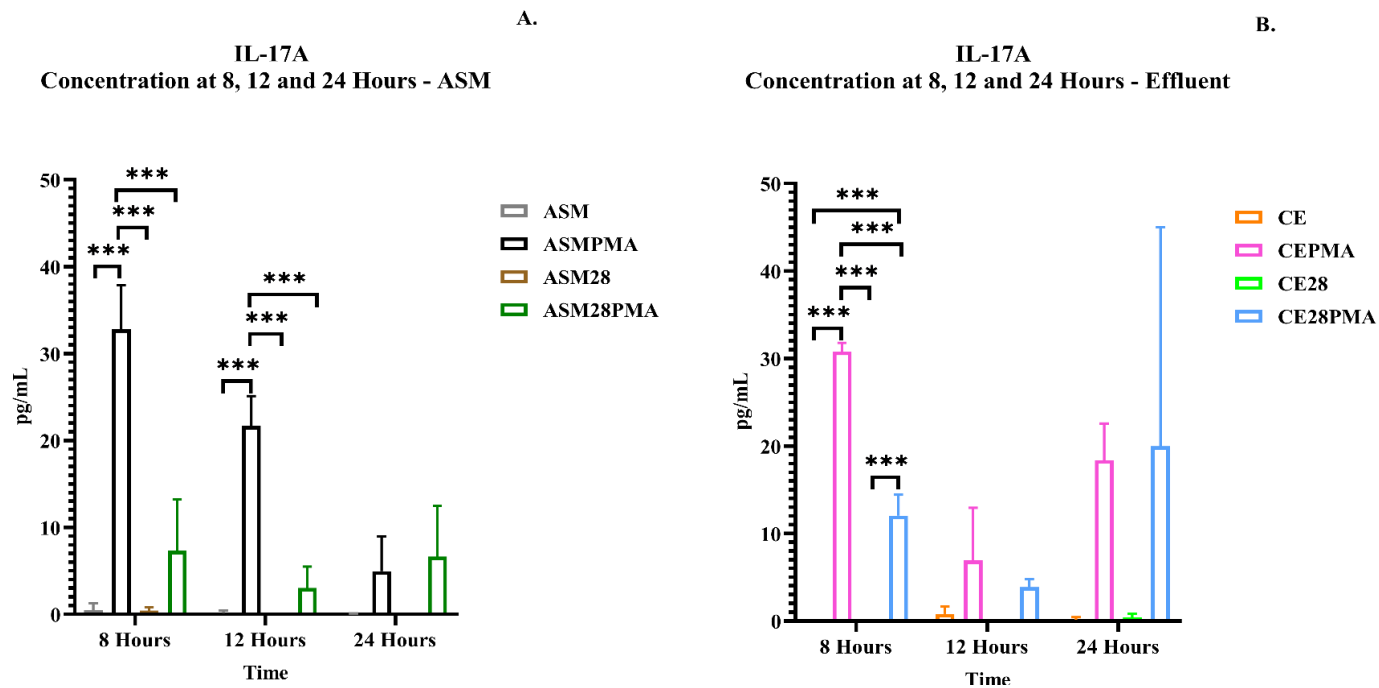 A.
IL-17A
Concentration at 8, 12 and 24 Hours - ASM
50
40
30
20
10
0
pg/mL
***
***
***
***
***
***
8 Hours
12 Hours
24 Hours
Time
ASM
ASMPMA
ASM28
ASM28PMA
B.
IL-17A
Concentration at 8, 12 and 24 Hours - Effluent
50
40
30
20
10
0
pg/mL
***
***
***
***
***
8 Hours
12 Hours
24 Hours
Time
CE
CEPMA
CE28
CE28PMA